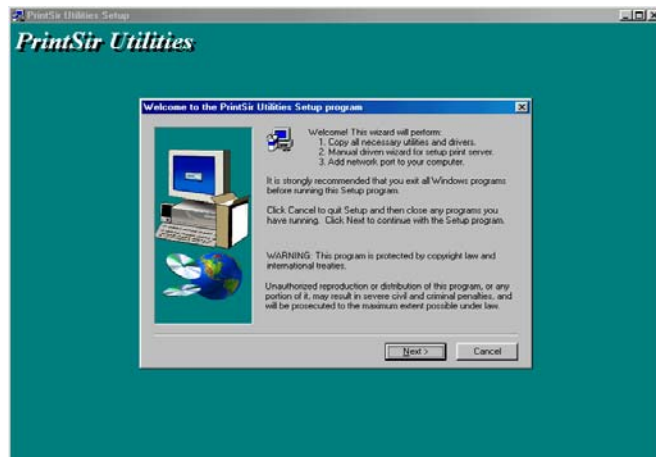 PrintSir Utilities Setup
PrintSir Utilities
Welcome to the PrintSir Utilities Setup program
Welcome! This wizard will perform:
1. Copy all necessary utilities and drivers.
2. Manual driven wizard for setup print server.
3. Add network port to your computer.
It is strongly recommended that you exit all Windows programs
before running this Setup program.
Click Cancel to quit Setup and then close any programs you
have running. Click Next to continue with the Setup program.
WARNING: This program is protected by copyright law and
international treaties.
Unauthorized reproduction or distribution of this program, or any
portion of it, may result in severe civil and criminal penalties, and
will be prosecuted to the maximum extent possible under law.
Next >
Cancel